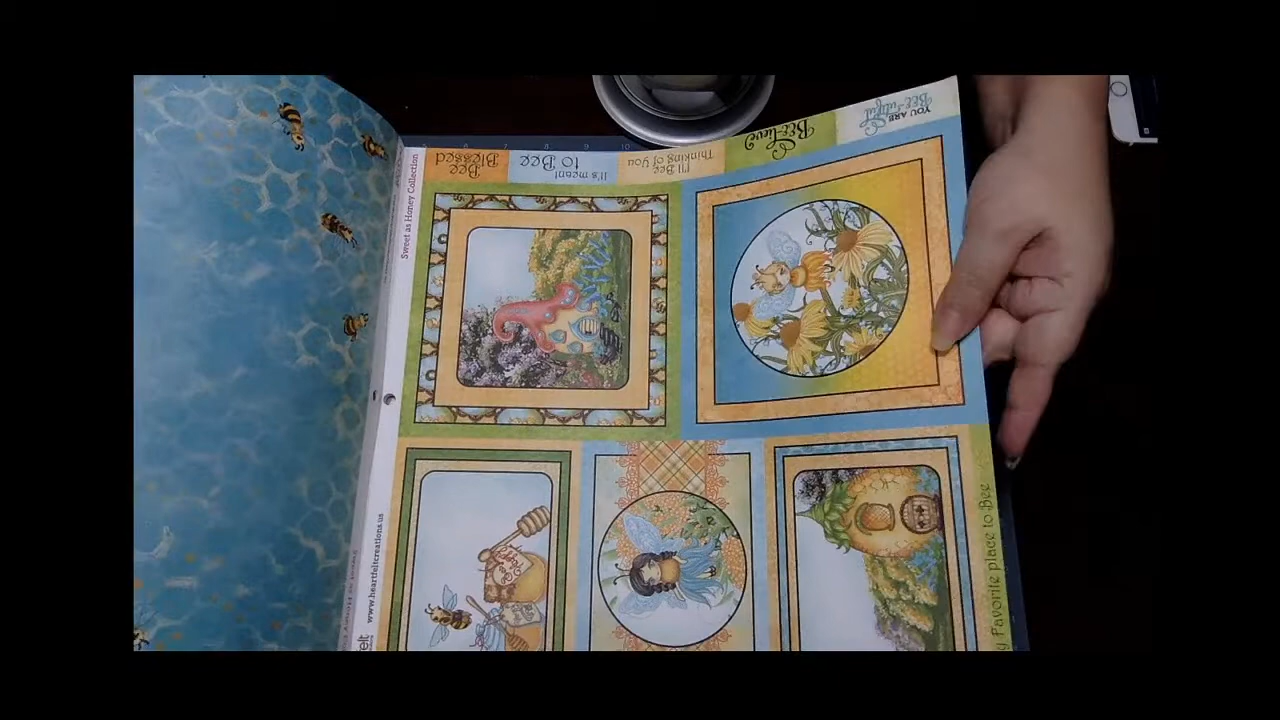 YOU ARE
BEE-utiful
BEE-lieve
I'll Bee
Thinking of You
It's meant
to Bee
Bee
Blessed
Sweet as Honey Collection
www.heartfeltcreations.us
Favorite place to Bee